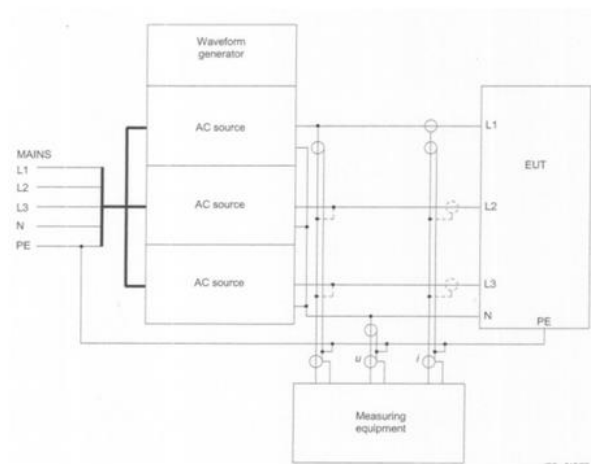 Waveform
generator
AC source
AC source
AC source
MAINS
L1
L2
L3
N
PE
L1
EUT
L2
L3
N
PE
u
i
Measuring
equipment